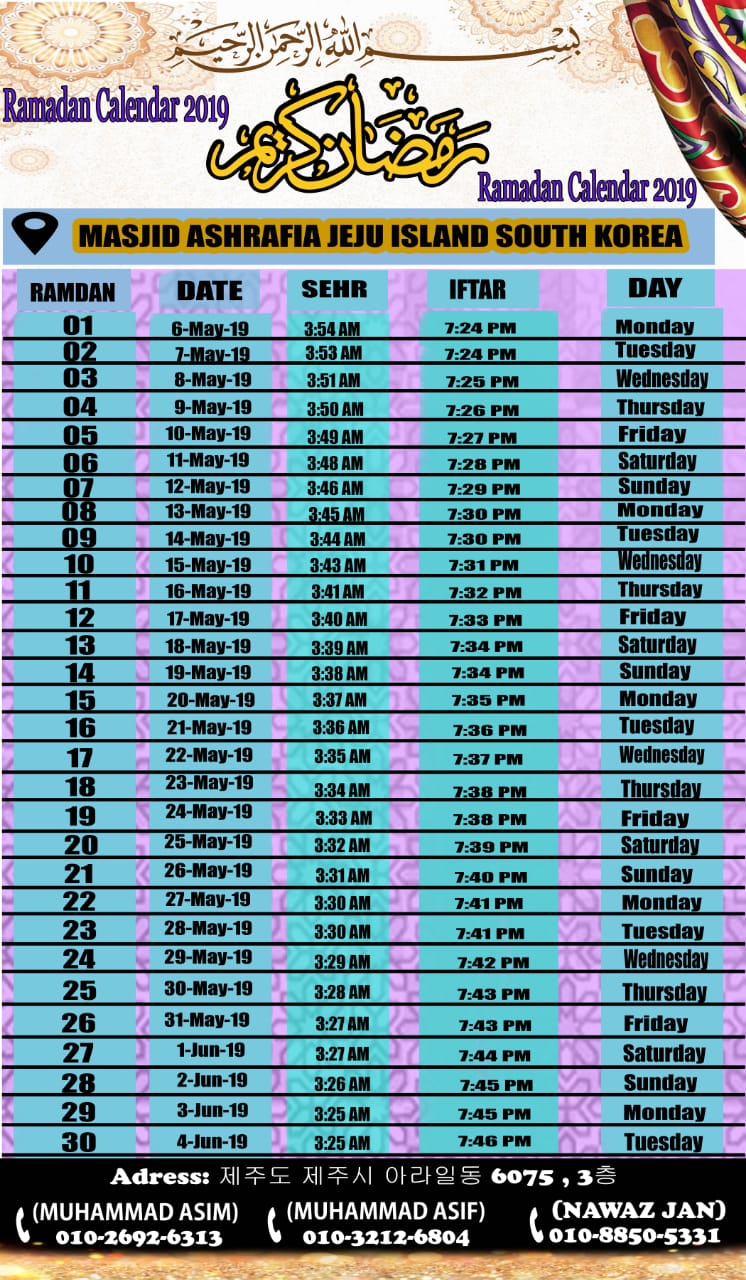 بسم الله الرحمن الرحيم
Ramadan Calendar 2019
رمضان كريم
Ramadan Calendar 2019
MASJID ASHRAFIA JEJU ISLAND SOUTH KOREA
RAMDAN DATE SEHR IFTAR DAY
01 6-May-19 3:54 AM 7:24 PM Monday
02 7-May-19 3:53 AM 7:24 PM Tuesday
03 8-May-19 3:51 AM 7:25 PM Wednesday
04 9-May-19 3:50 AM 7:26 PM Thursday
05 10-May-19 3:49 AM 7:27 PM Friday
06 11-May-19 3:48 AM 7:28 PM Saturday
07 12-May-19 3:46 AM 7:29 PM Sunday
08 13-May-19 3:45 AM 7:30 PM Monday
09 14-May-19 3:44 AM 7:30 PM Tuesday
10 15-May-19 3:43 AM 7:31 PM Wednesday
11 16-May-19 3:41 AM 7:32 PM Thursday
12 17-May-19 3:40 AM 7:33 PM Friday
13 18-May-19 3:39 AM 7:34 PM Saturday
14 19-May-19 3:38 AM 7:34 PM Sunday
15 20-May-19 3:37 AM 7:35 PM Monday
16 21-May-19 3:36 AM 7:36 PM Tuesday
17 22-May-19 3:35 AM 7:37 PM Wednesday
18 23-May-19 3:34 AM 7:38 PM Thursday
19 24-May-19 3:33 AM 7:38 PM Friday
20 25-May-19 3:32 AM 7:39 PM Saturday
21 26-May-19 3:31 AM 7:40 PM Sunday
22 27-May-19 3:30 AM 7:41 PM Monday
23 28-May-19 3:30 AM 7:41 PM Tuesday
24 29-May-19 3:29 AM 7:42 PM Wednesday
25 30-May-19 3:28 AM 7:43 PM Thursday
26 31-May-19 3:27 AM 7:43 PM Friday
27 1-Jun-19 3:27 AM 7:44 PM Saturday
28 2-Jun-19 3:26 AM 7:45 PM Sunday
29 3-Jun-19 3:25 AM 7:45 PM Monday
30 4-Jun-19 3:25 AM 7:46 PM Tuesday
Adress: 제주도 제주시 아라일동 6075 , 3층
(MUHAMMAD ASIM) (MUHAMMAD ASIF) (NAWAZ JAN)
010-2692-6313 010-3212-6804 010-8850-5331